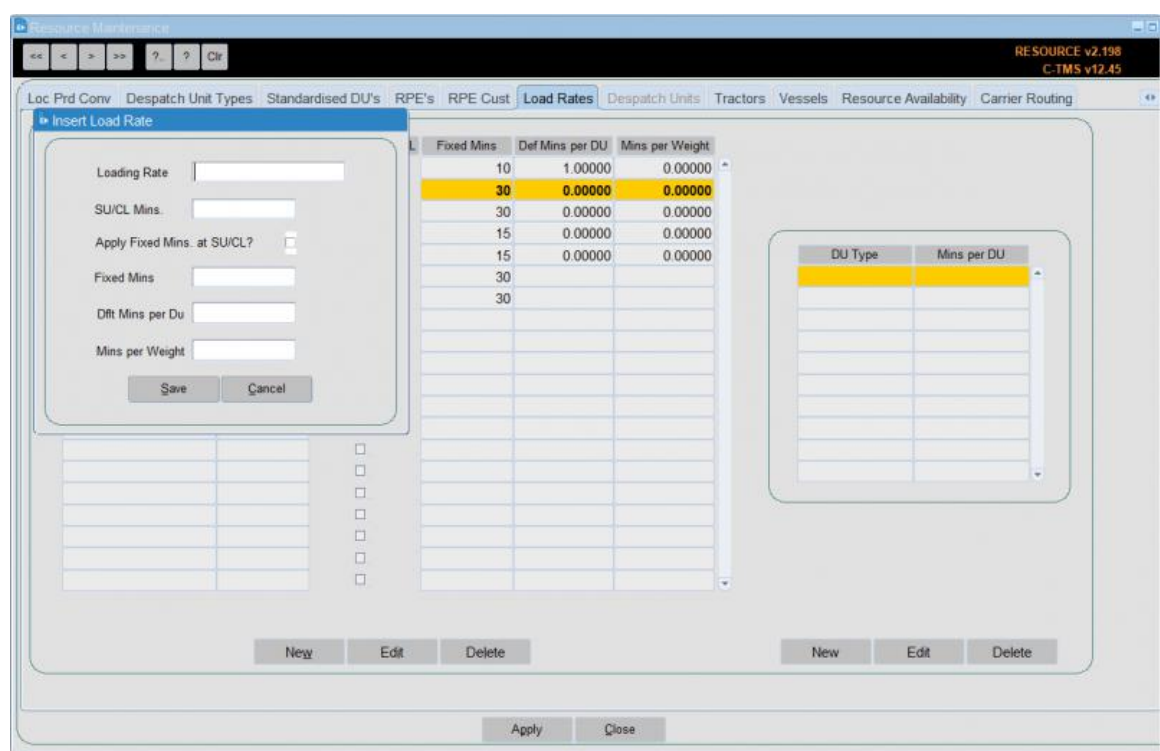 Resource Maintenance
<< < > >> ?.. ? Clr
RESOURCE v2.198
C-TMS v12.45
Loc Prd Conv Despatch Unit Types Standardised DU's RPE's RPE Cust Load Rates Despatch Units Tractors Vessels Resource Availability Carrier Routing
Insert Load Rate
Loading Rate
SU/CL Mins.
Apply Fixed Mins. at SU/CL?
Fixed Mins
Dflt Mins per Du
Mins per Weight
Save Cancel
L Fixed Mins Def Mins per DU Mins per Weight
10 1.00000 0.00000
30 0.00000 0.00000
30 0.00000 0.00000
15 0.00000 0.00000
15 0.00000 0.00000
30
30
DU Type Mins per DU
New Edit Delete
New Edit Delete
Apply Close